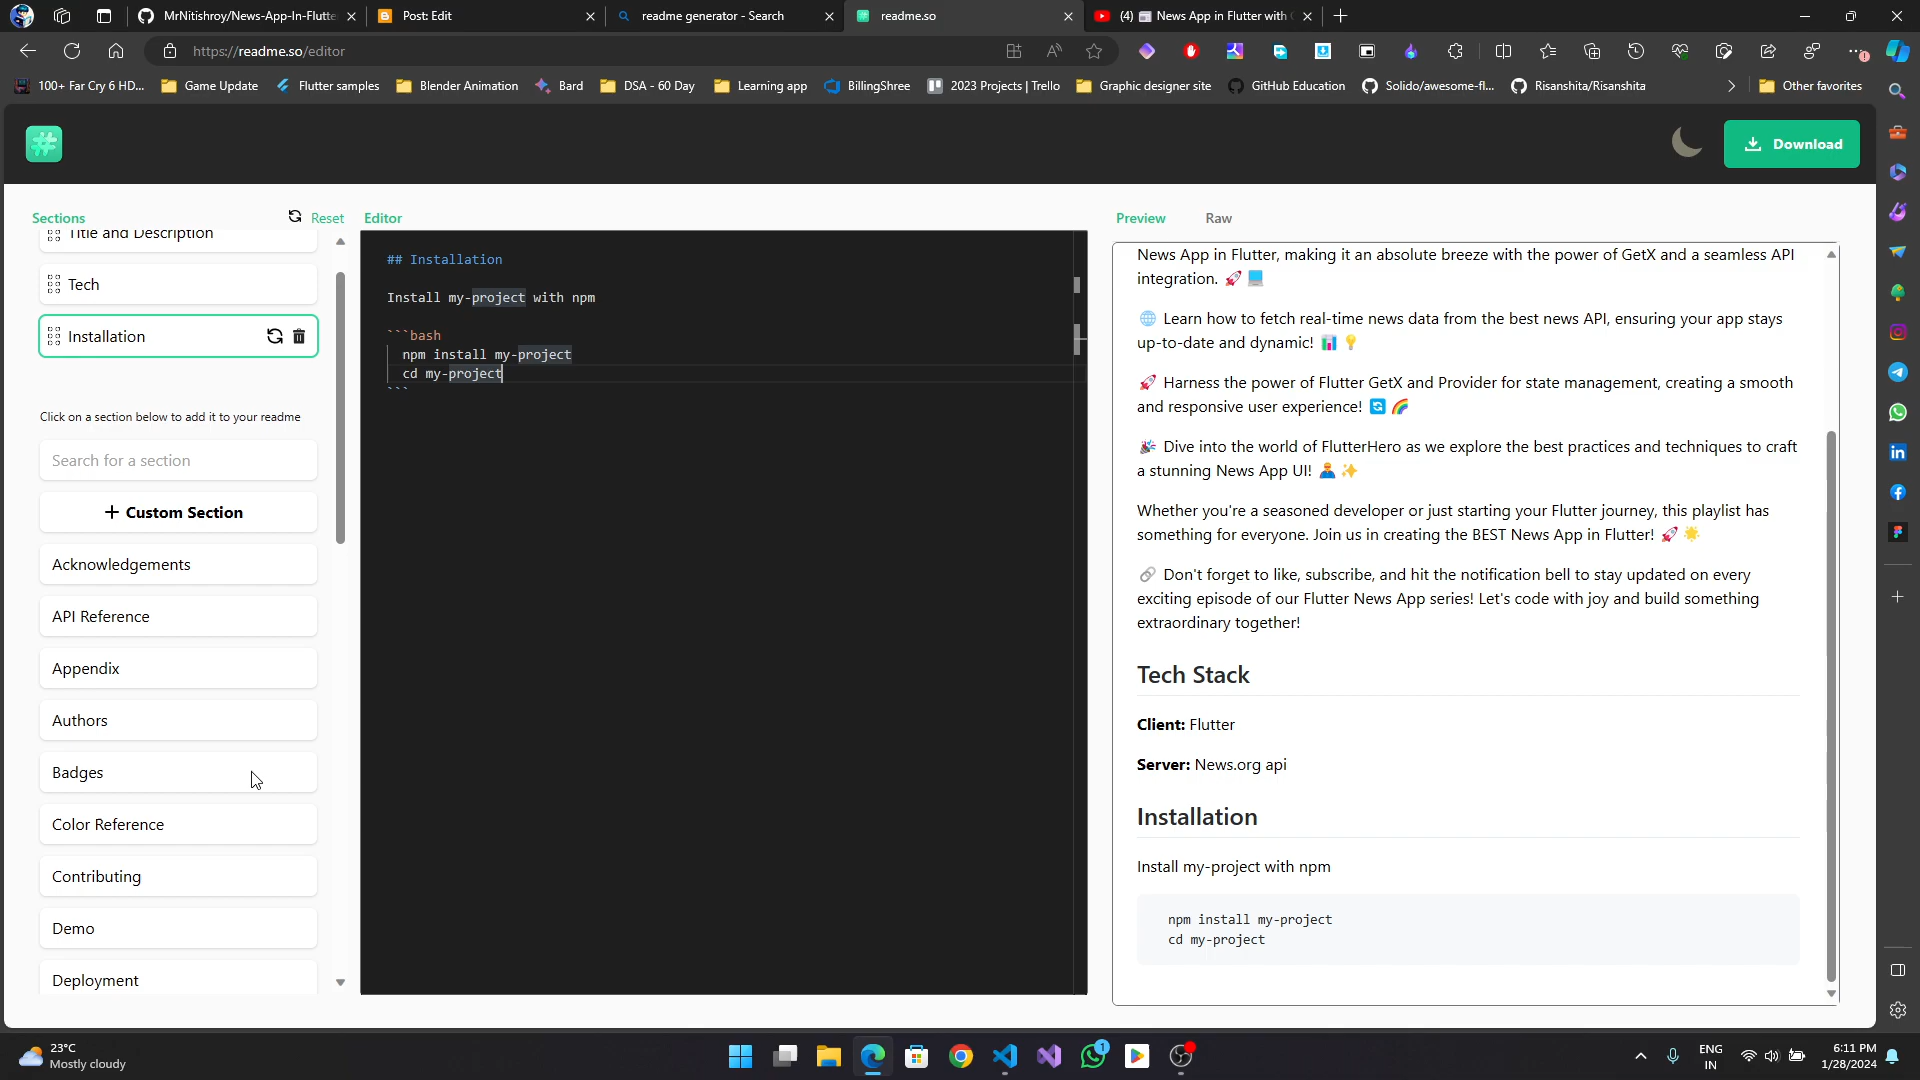 MrNitishroy/News-App-In-Flutte
Post: Edit
readme generator - Search
readme.so
(4) News App in Flutter with
https://readme.so/editor
100+ Far Cry 6 HD...
Game Update
Flutter samples
Blender Animation
Bard
DSA - 60 Day
Learning app
BillingShree
2023 Projects | Trello
Graphic designer site
GitHub Education
Solido/awesome-fl...
Risanshita/Risanshita
Other favorites
Download
Sections
Reset
Title and Description
Tech
Installation
Click on a section below to add it to your readme
Search for a section
+ Custom Section
Acknowledgements
API Reference
Appendix
Authors
Badges
Color Reference
Contributing
Demo
Deployment
Editor
## Installation
Install my-project with npm
```bash
npm install my-project
cd my-project
```
Preview
Raw
News App in Flutter, making it an absolute breeze with the power of GetX and a seamless API
integration. 🚀 💻
🌐 Learn how to fetch real-time news data from the best news API, ensuring your app stays
up-to-date and dynamic! 📊 💡
🚀 Harness the power of Flutter GetX and Provider for state management, creating a smooth
and responsive user experience! 🔄 🌈
🎉 Dive into the world of FlutterHero as we explore the best practices and techniques to craft
a stunning News App UI! 👨‍💻 ✨
Whether you're a seasoned developer or just starting your Flutter journey, this playlist has
something for everyone. Join us in creating the BEST News App in Flutter! 🚀 🌟
🔗 Don't forget to like, subscribe, and hit the notification bell to stay updated on every
exciting episode of our Flutter News App series! Let's code with joy and build something
extraordinary together!
Tech Stack
Client: Flutter
Server: News.org api
Installation
Install my-project with npm
npm install my-project
cd my-project
23°C
Mostly cloudy
1
ENG
IN
6:11 PM
1/28/2024